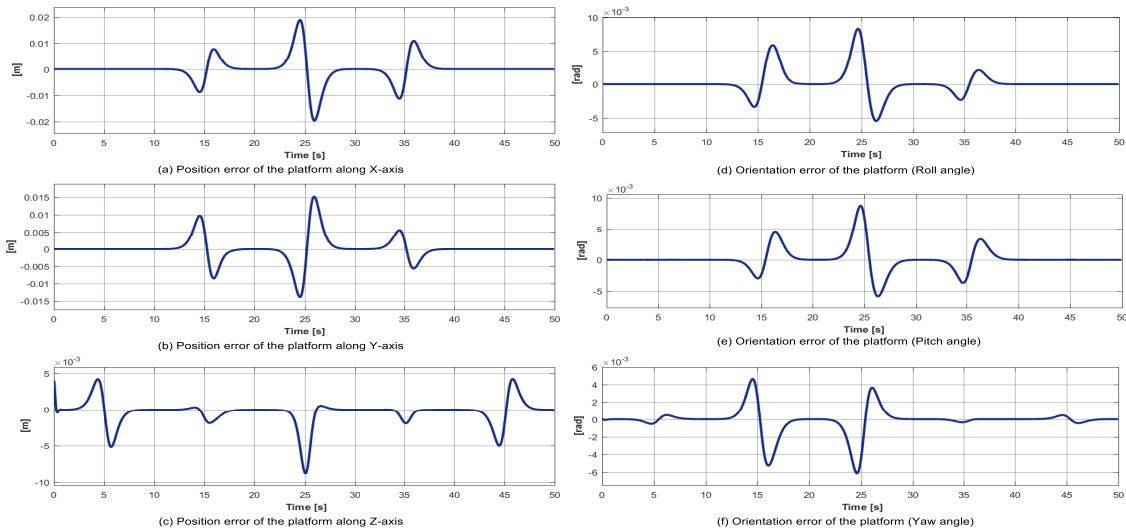 0.02
0.01
0
-0.01
-0.02
[m]
0 5 10 15 20 25 30 35 40 45 50
Time [s]
(a) Position error of the platform along X-axis
0.015
0.01
0.005
0
-0.005
-0.01
-0.015
[m]
0 5 10 15 20 25 30 35 40 45 50
Time [s]
(b) Position error of the platform along Y-axis
×10⁻³
5
0
-5
-10
[m]
0 5 10 15 20 25 30 35 40 45 50
Time [s]
(c) Position error of the platform along Z-axis
×10⁻³
10
5
0
-5
[rad]
0 5 10 15 20 25 30 35 40 45 50
Time [s]
(d) Orientation error of the platform (Roll angle)
×10⁻³
10
5
0
-5
[rad]
0 5 10 15 20 25 30 35 40 45 50
Time [s]
(e) Orientation error of the platform (Pitch angle)
×10⁻³
6
4
2
0
-2
-4
-6
[rad]
0 5 10 15 20 25 30 35 40 45 50
Time [s]
(f) Orientation error of the platform (Yaw angle)